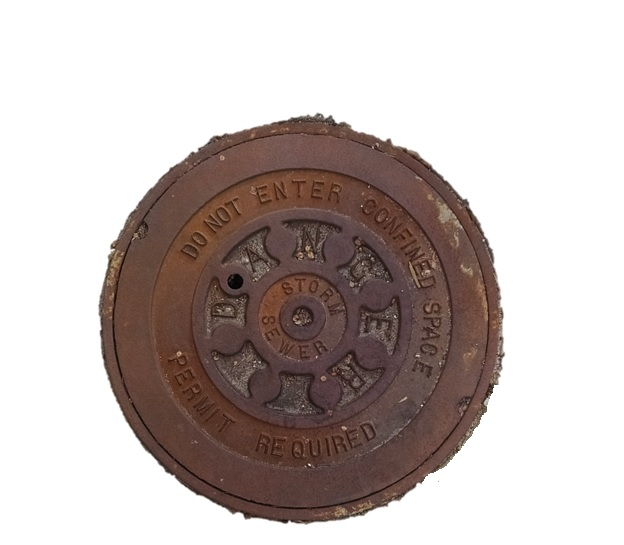 DO NOT ENTER CONFINED SPACE
PERMIT REQUIRED
DANGER
STORM
SEWER